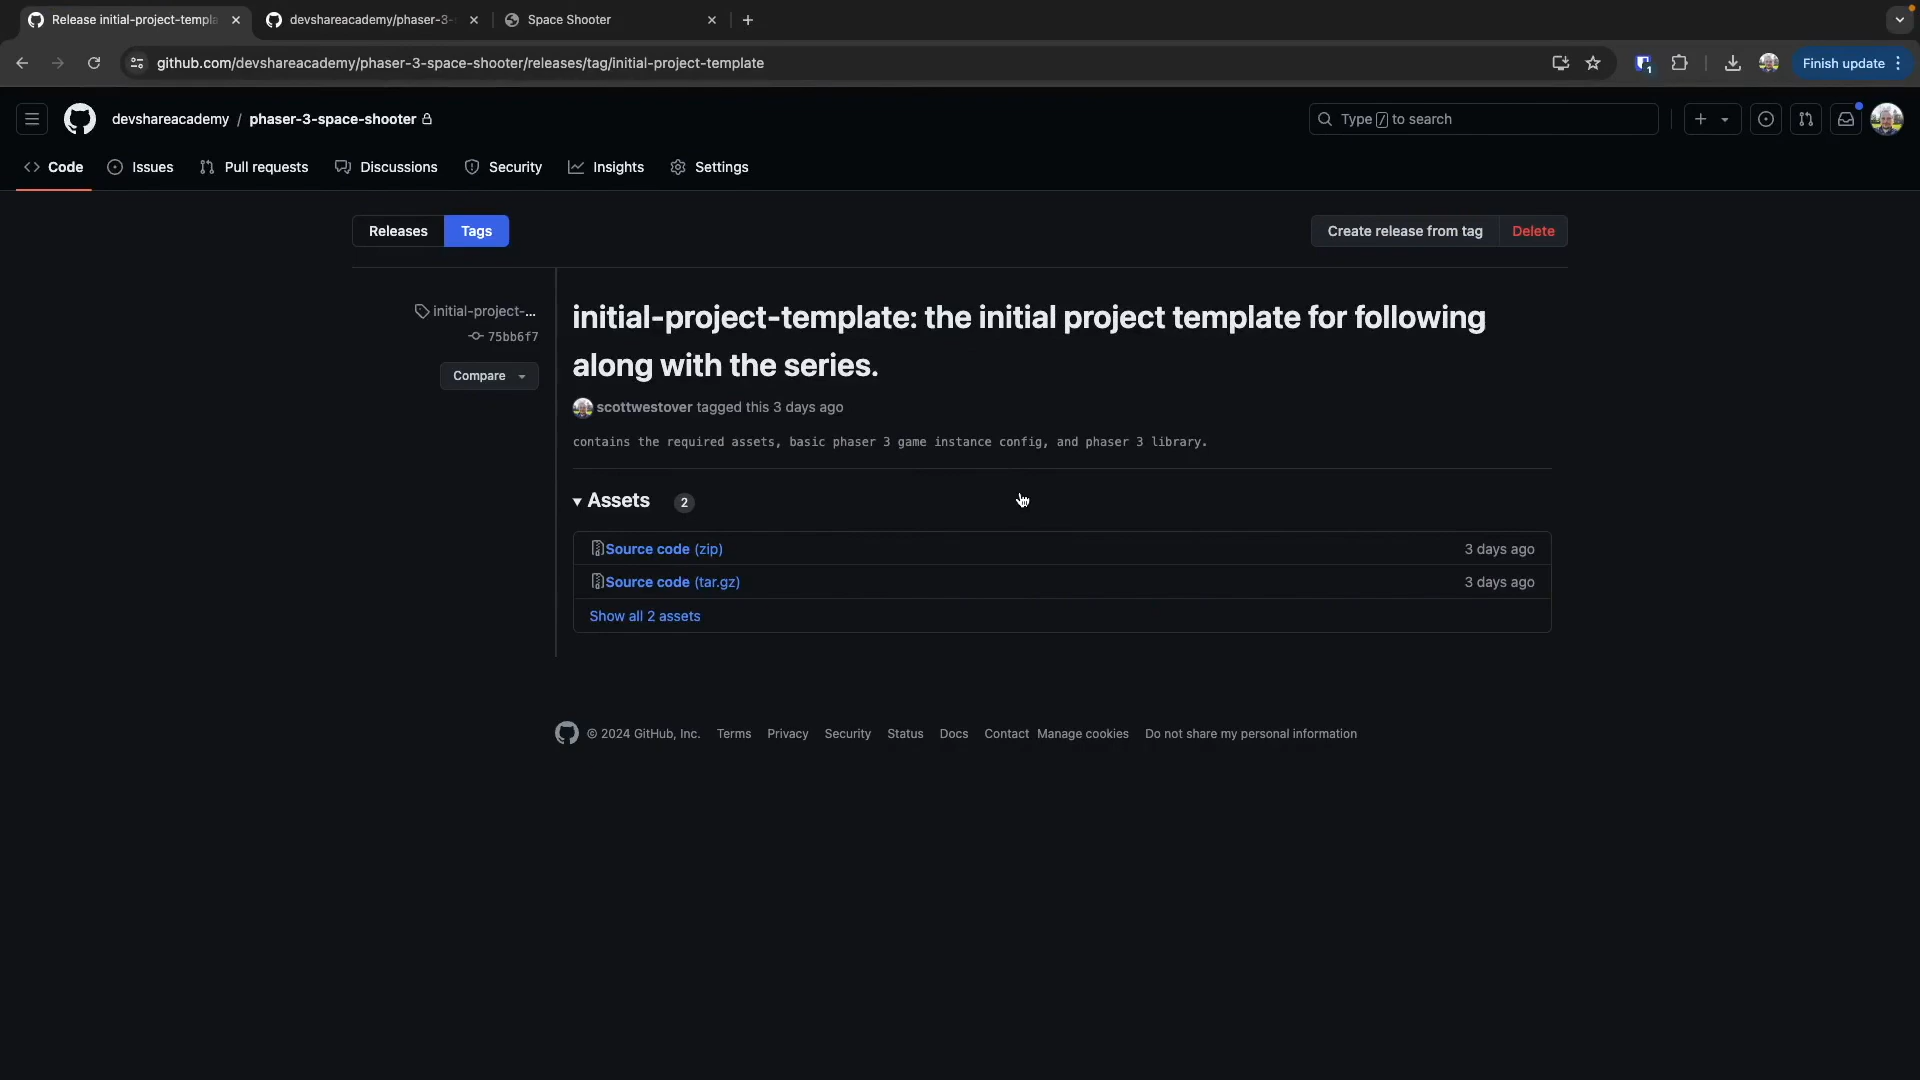 Release initial-project-templa
devshareacademy/phaser-3-
Space Shooter
github.com/devshareacademy/phaser-3-space-shooter/releases/tag/initial-project-template
1
Finish update
devshareacademy / phaser-3-space-shooter
Type / to search
Code
Issues
Pull requests
Discussions
Security
Insights
Settings
Releases
Tags
Create release from tag
Delete
initial-project-...
75bb6f7
Compare
initial-project-template: the initial project template for following
along with the series.
scottwestover tagged this 3 days ago
contains the required assets, basic phaser 3 game instance config, and phaser 3 library.
Assets 2
Source code (zip) 3 days ago
Source code (tar.gz) 3 days ago
Show all 2 assets
© 2024 GitHub, Inc. Terms Privacy Security Status Docs Contact Manage cookies Do not share my personal information